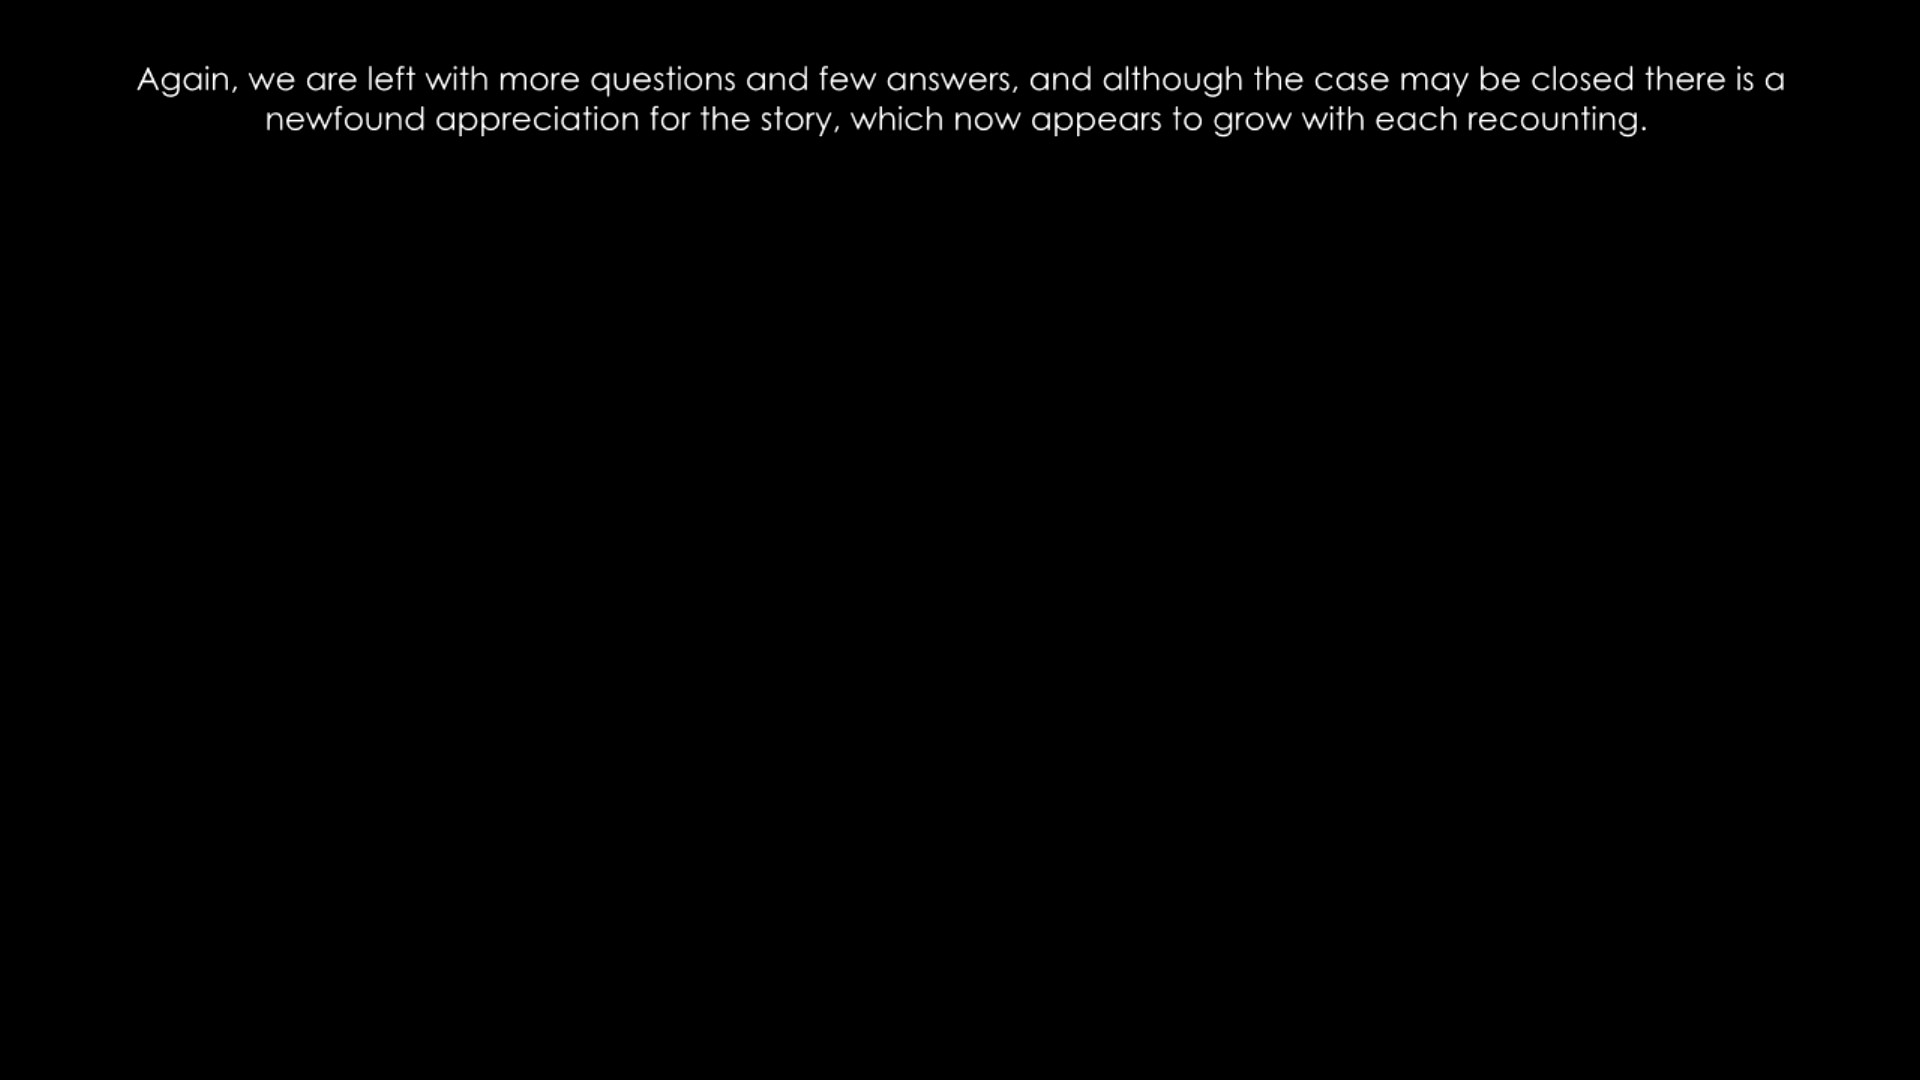 Again, we are left with more questions and few answers, and although the case may be closed there is a
newfound appreciation for the story, which now appears to grow with each recounting.